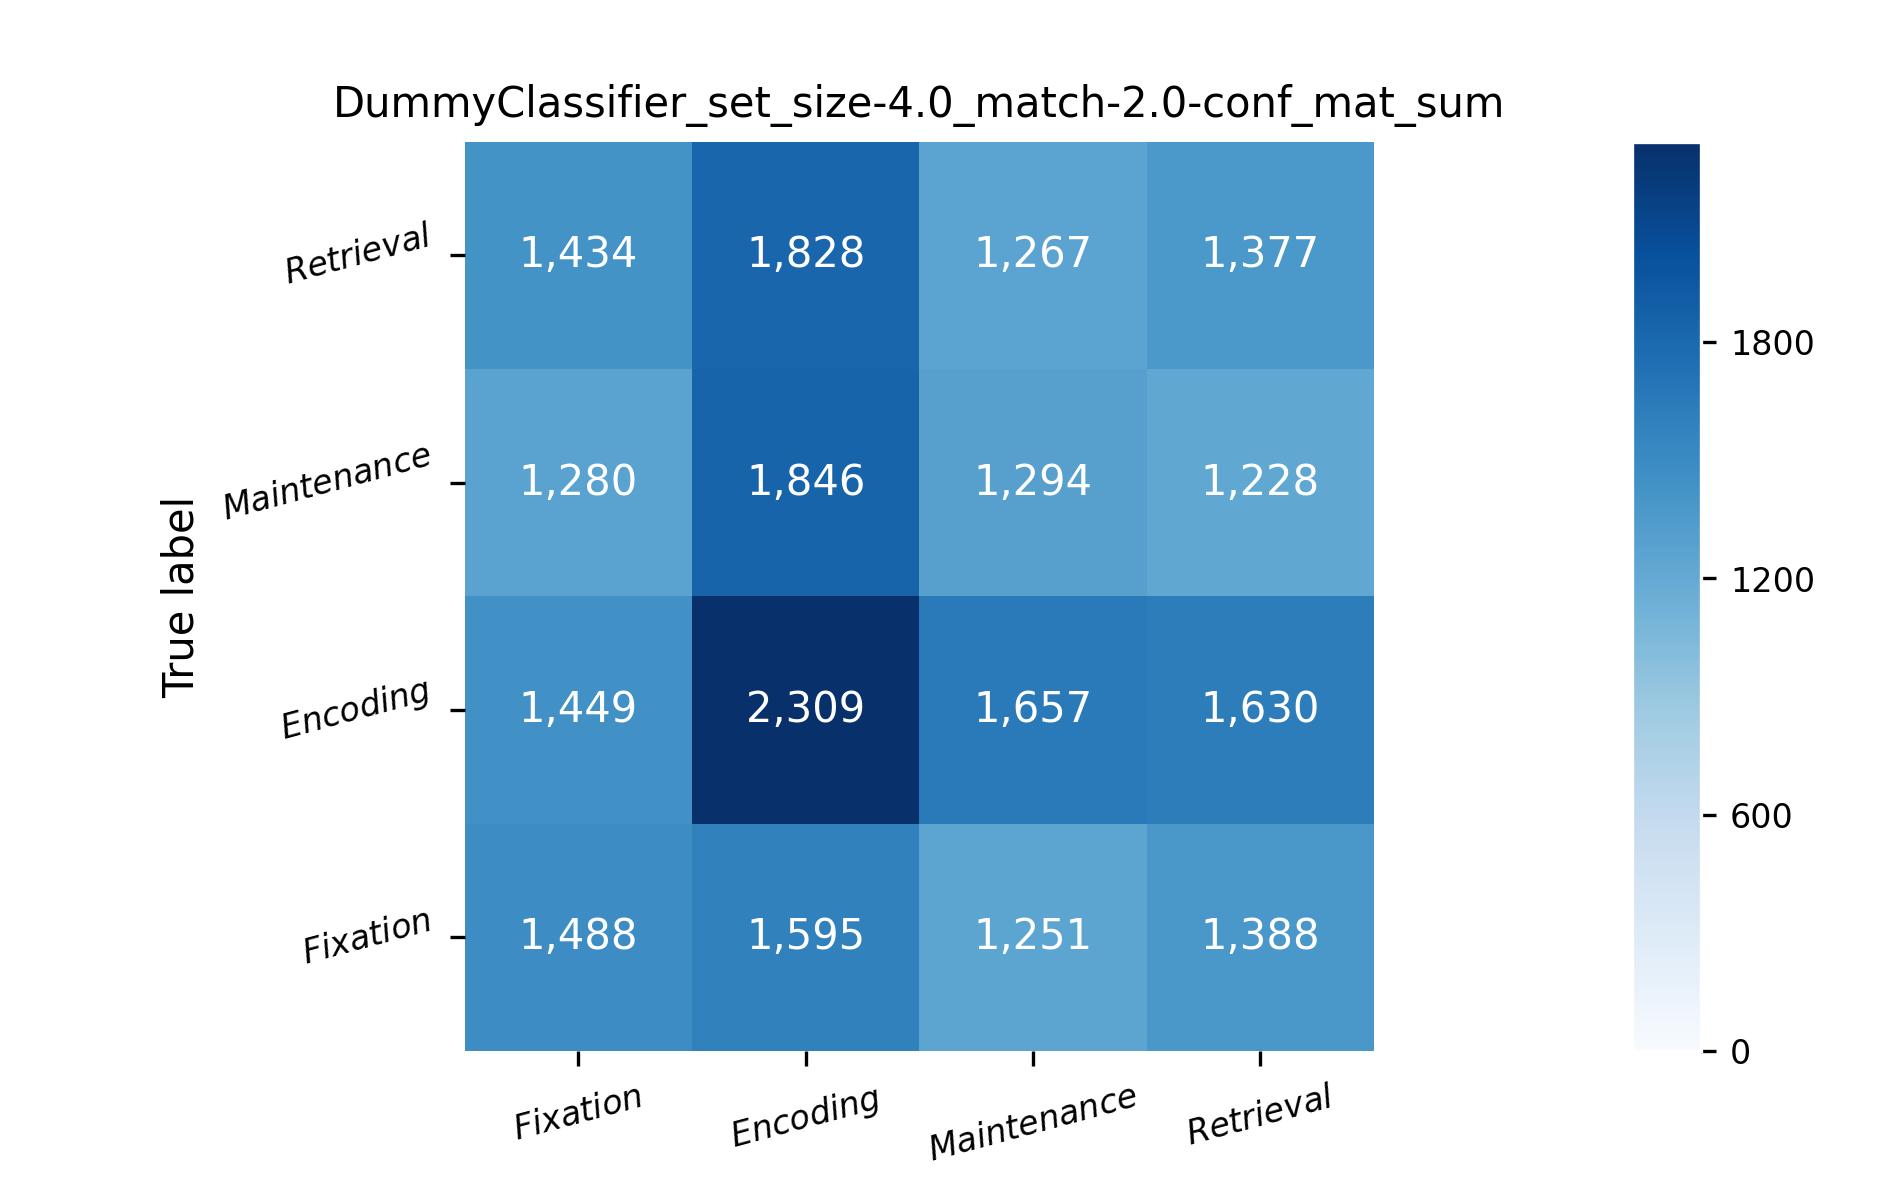 DummyClassifier_set_size-4.0_match-2.0-conf_mat_sum
True label
Retrieval 1,434 1,828 1,267 1,377
Maintenance 1,280 1,846 1,294 1,228
Encoding 1,449 2,309 1,657 1,630
Fixation 1,488 1,595 1,251 1,388
Fixation Encoding Maintenance Retrieval
1800
1200
600
0